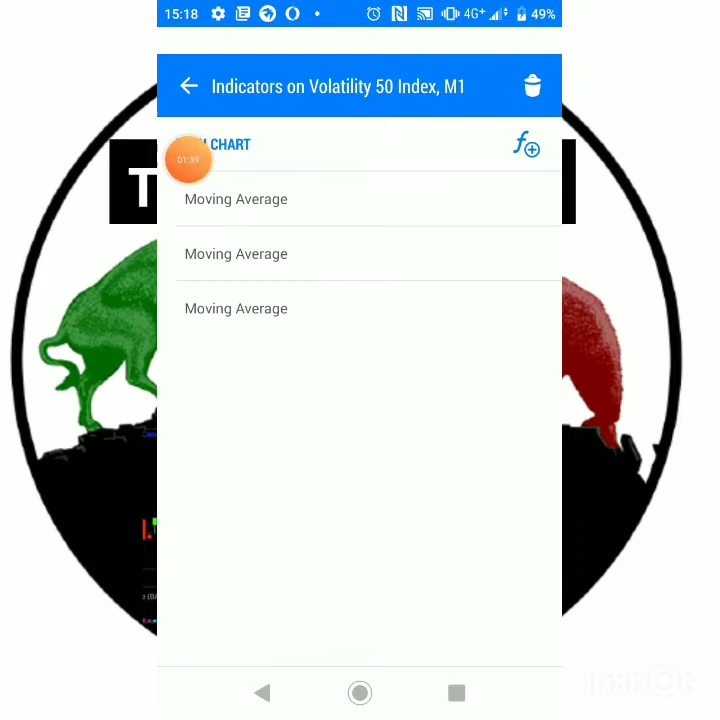 15:18 4G+ 49%
Indicators on Volatility 50 Index, M1
CHART
01:39
T
Moving Average
Moving Average
Moving Average